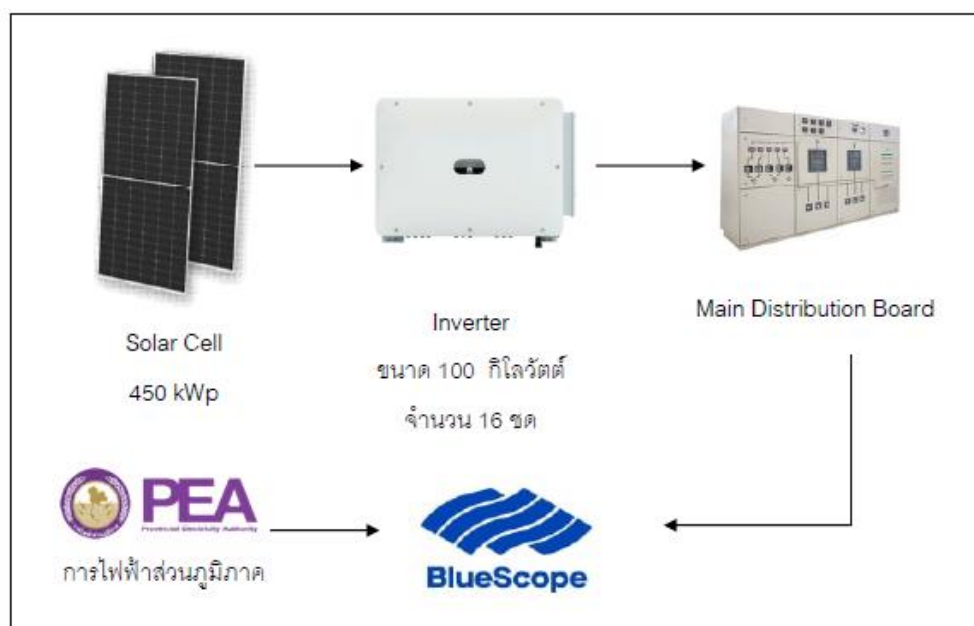 Solar Cell
450 kWp
Inverter
ขนาด 100 กิโลวัตต์
จำนวน 16 ชุด
Main Distribution Board
PEA
Provincial Electricity Authority
การไฟฟ้าส่วนภูมิภาค
BlueScope